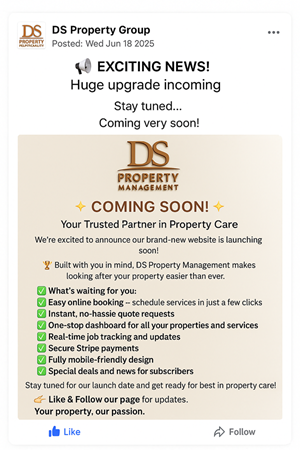 DS
PROPERTY
DS Property Group
Posted: Wed Jun 18 2025
📢 EXCITING NEWS!
Huge upgrade incoming
Stay tuned...
Coming very soon!
DS
PROPERTY
MANAGEMENT
✨ COMING SOON! ✨
Your Trusted Partner in Property Care
We're excited to announce our brand-new website is launching
soon!
🏆 Built with you in mind, DS Property Management makes
looking after your property easier than ever.
✅ What's waiting for you:
✅ Easy online booking – schedule services in just a few clicks
✅ Instant, no-hassie quote requests
✅ One-stop dashboard for all your properties and services
✅ Real-time job tracking and updates
✅ Secure Stripe payments
✅ Fully mobile-friendly design
✅ Special deals and news for subscribers
Stay tuned for our launch date and get ready for best in property care!
👉 Like & Follow our page for updates.
Your property, our passion.
Like
Follow